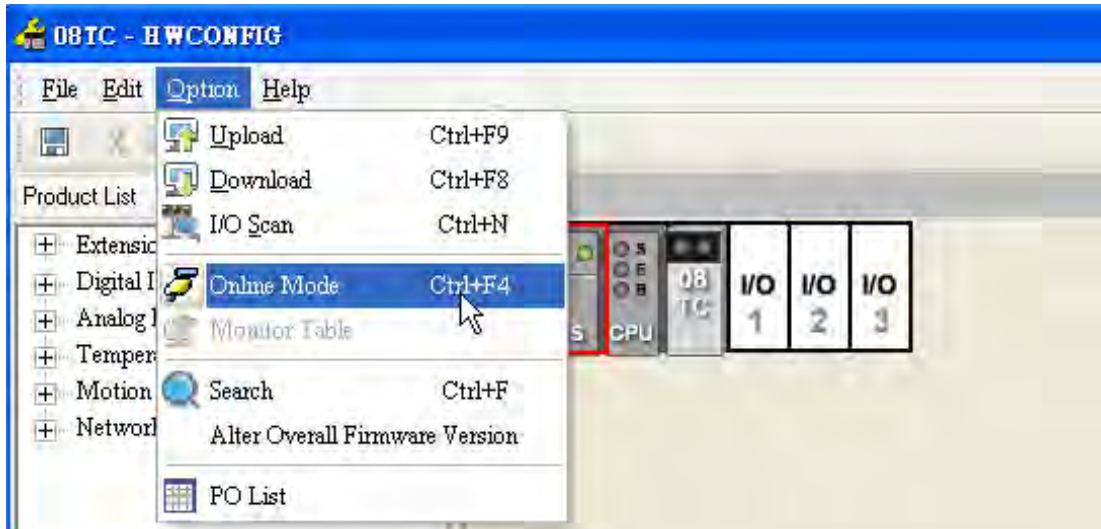 08TC - HWCONFIG
File Edit Option Help
Upload Ctrl+F9
Download Ctrl+F8
I/O Scan Ctrl+N
Online Mode Ctrl+F4
Monitor Table
Search Ctrl+F
Alter Overall Firmware Version
PO List
Product List
Extensio
Digital I
Analog I
Temper
Motion
Networl
S CPU 08 TC I/O 1 I/O 2 I/O 3